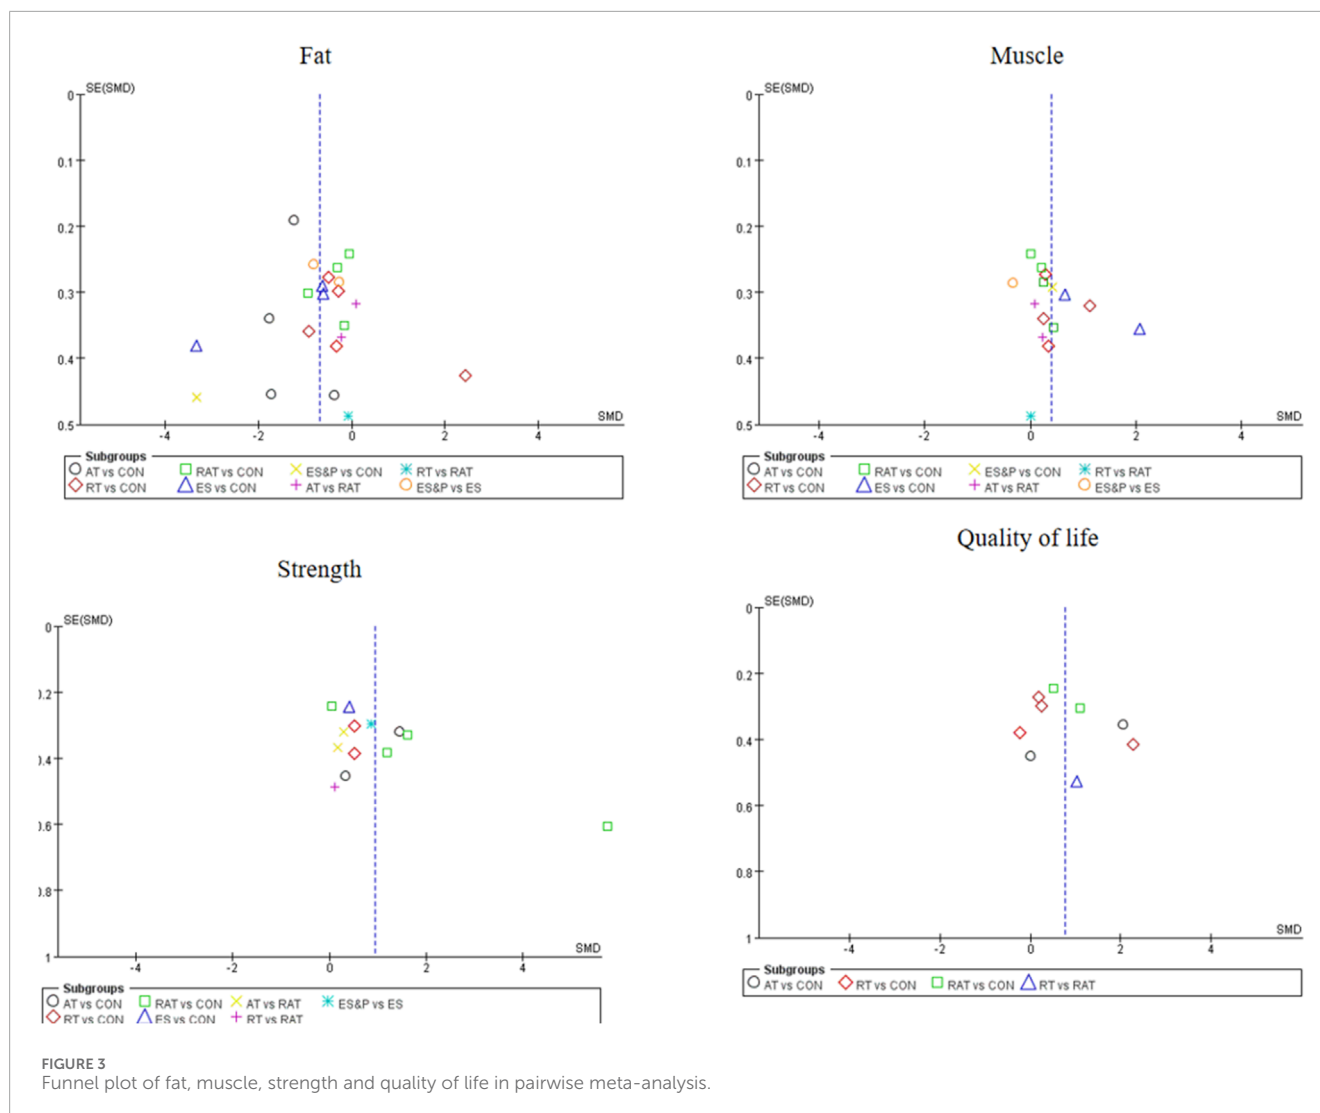 Fat
SE(SMD)
0
0.1
0.2
0.3
0.4
0.5
-4
-2
0
2
4
SMD
Subgroups
AT vs CON RAT vs CON ES&P vs CON RT vs RAT
RT vs CON ES vs CON AT vs RAT ES&P vs ES
Muscle
SE(SMD)
0
0.1
0.2
0.3
0.4
0.5
-4
-2
0
2
4
SMD
Subgroups
AT vs CON RAT vs CON ES&P vs CON RT vs RAT
RT vs CON ES vs CON AT vs RAT ES&P vs ES
Strength
SE(SMD)
0
).2
0.4
0.6
0.8
1
-4
-2
0
2
4
SMD
Subgroups
AT vs CON RAT vs CON AT vs RAT ES&P vs ES
RT vs CON ES vs CON RT vs RAT
Quality of life
SE(SMD)
0
0.2
0.4
0.6
0.8
1
-4
-2
0
2
4
SMD
Subgroups
AT vs CON RT vs CON RAT vs CON RT vs RAT
FIGURE 3
Funnel plot of fat, muscle, strength and quality of life in pairwise meta-analysis.